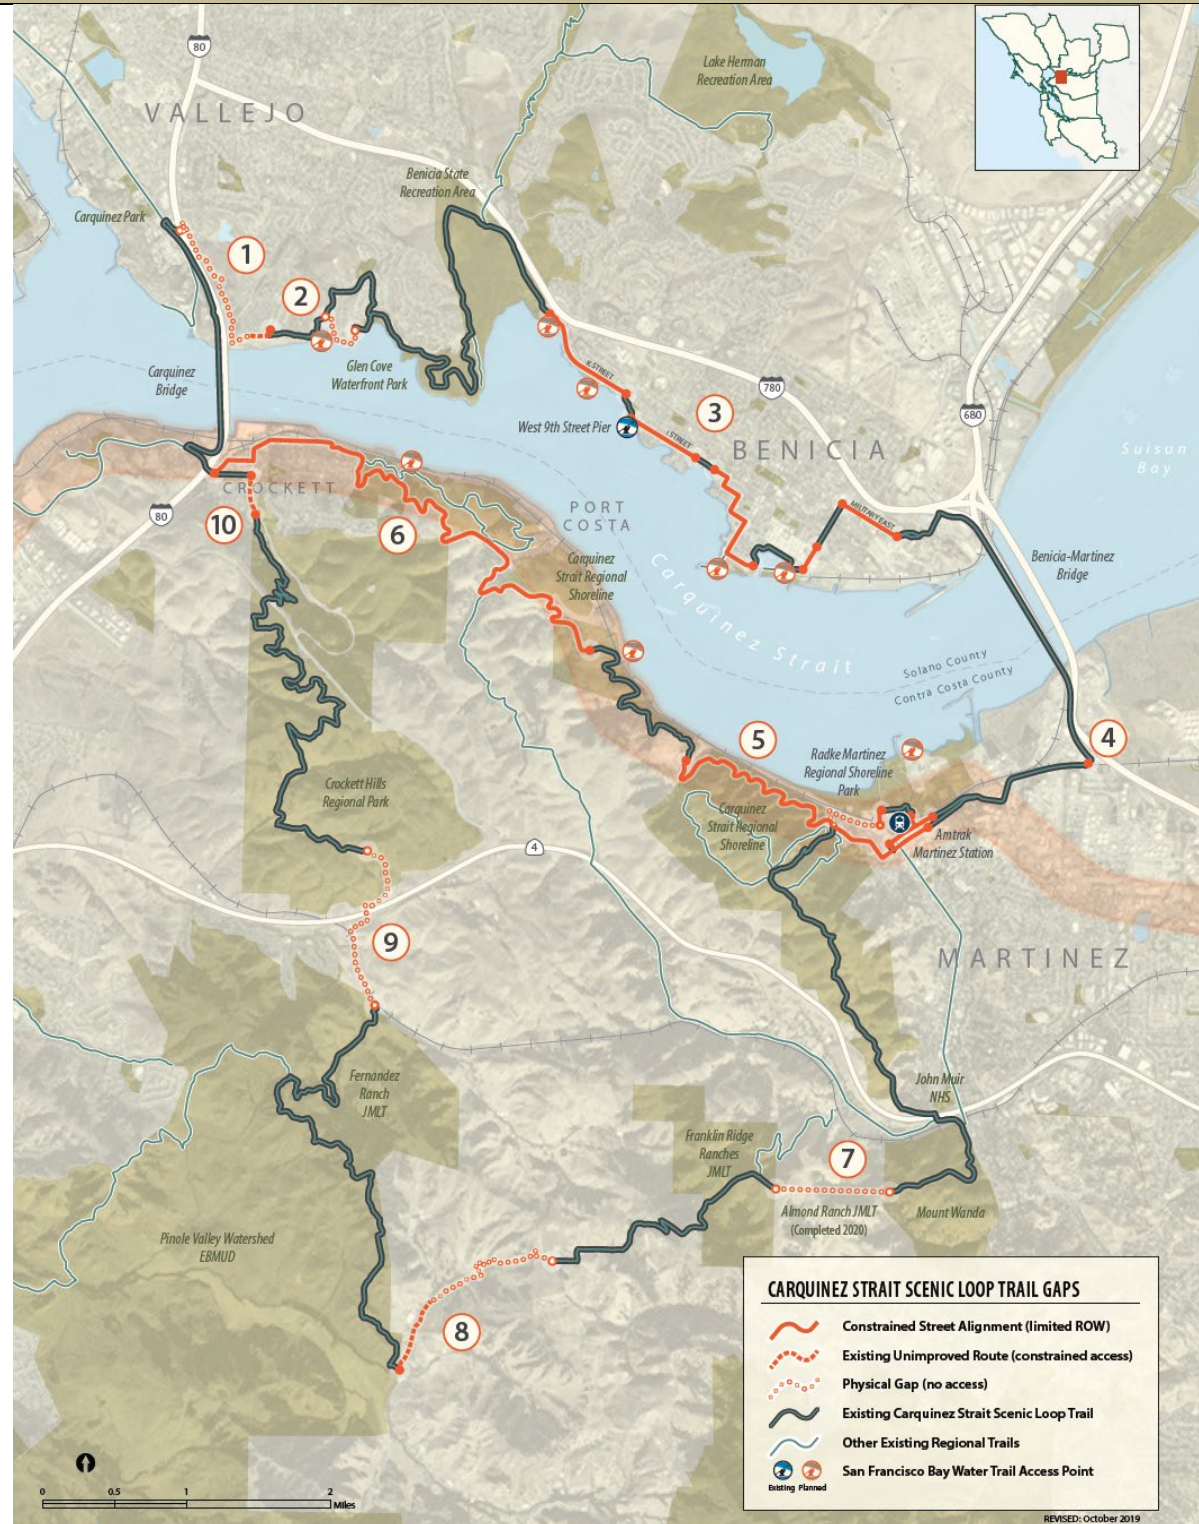 80
VALLEJO
Lake Herman
Recreation Area
Benicia State
Recreation Area
Carquinez Park
1
2
Glen Cove
Waterfront Park
Carquinez
Bridge
K STREET
780
680
West 9th Street Pier
I STREET
3
BENICIA
Suisun
Bay
CROCKETT
80
10
6
PORT
COSTA
MILITARY EAST
Carquinez
Strait Regional
Shoreline
Benicia-Martinez
Bridge
Carquinez Strait
Solano County
Contra Costa County
5
4
Radke Martinez
Regional Shoreline
Park
Crockett Hills
Regional Park
Carquinez
Strait Regional
Shoreline
Amtrak
Martinez Station
4
9
MARTINEZ
Fernandez
Ranch
JMLT
John Muir
NHS
Franklin Ridge
Ranches
JMLT
7
Almond Ranch JMLT
(Completed 2020)
Mount Wanda
Pinole Valley Watershed
EBMUD
8
CARQUINEZ STRAIT SCENIC LOOP TRAIL GAPS
Constrained Street Alignment (limited ROW)
Existing Unimproved Route (constrained access)
Physical Gap (no access)
Existing Carquinez Strait Scenic Loop Trail
Other Existing Regional Trails
San Francisco Bay Water Trail Access Point
Existing Planned
0 0.5 1 2
Miles
REVISED: October 2019